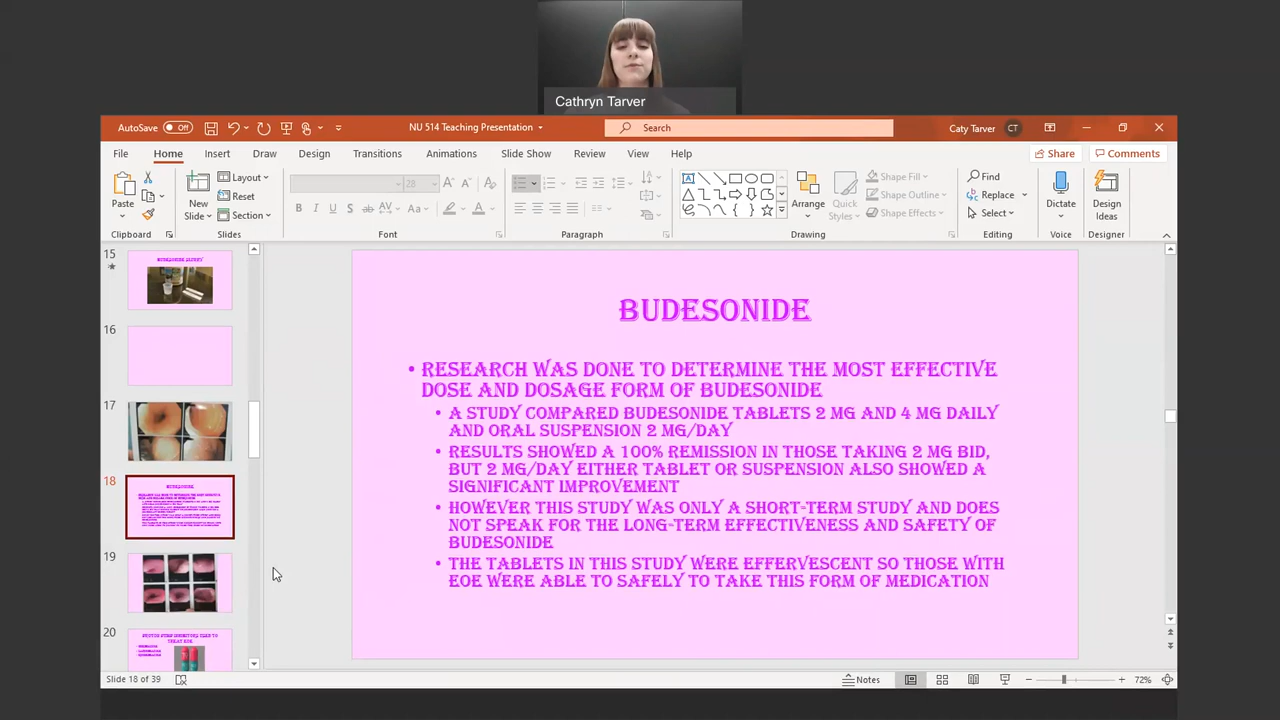 Cathryn Tarver
AutoSave Off
NU 514 Teaching Presentation
Search
Caty Tarver CT
File Home Insert Draw Design Transitions Animations Slide Show Review View Help
Share Comments
Paste
New Slide
Layout
Reset
Section
28
B I U S ab AV Aa A
Arrange
Quick Styles
Shape Fill
Shape Outline
Shape Effects
Find
Replace
Select
Dictate
Design Ideas
Clipboard Slides Font Paragraph Drawing Editing Voice Designer
15
16
17
18
19
20
BUDESONIDE
• RESEARCH WAS DONE TO DETERMINE THE MOST EFFECTIVE
DOSE AND DOSAGE FORM OF BUDESONIDE
• A STUDY COMPARED BUDESONIDE TABLETS 2 MG AND 4 MG DAILY
AND ORAL SUSPENSION 2 MG/DAY
• RESULTS SHOWED A 100% REMISSION IN THOSE TAKING 2 MG BID,
BUT 2 MG/DAY EITHER TABLET OR SUSPENSION ALSO SHOWED A
SIGNIFICANT IMPROVEMENT
• HOWEVER THIS STUDY WAS ONLY A SHORT-TERM STUDY AND DOES
NOT SPEAK FOR THE LONG-TERM EFFECTIVENESS AND SAFETY OF
BUDESONIDE
• THE TABLETS IN THIS STUDY WERE EFFERVESCENT SO THOSE WITH
EOE WERE ABLE TO SAFELY TO TAKE THIS FORM OF MEDICATION
Slide 18 of 39
Notes
72%